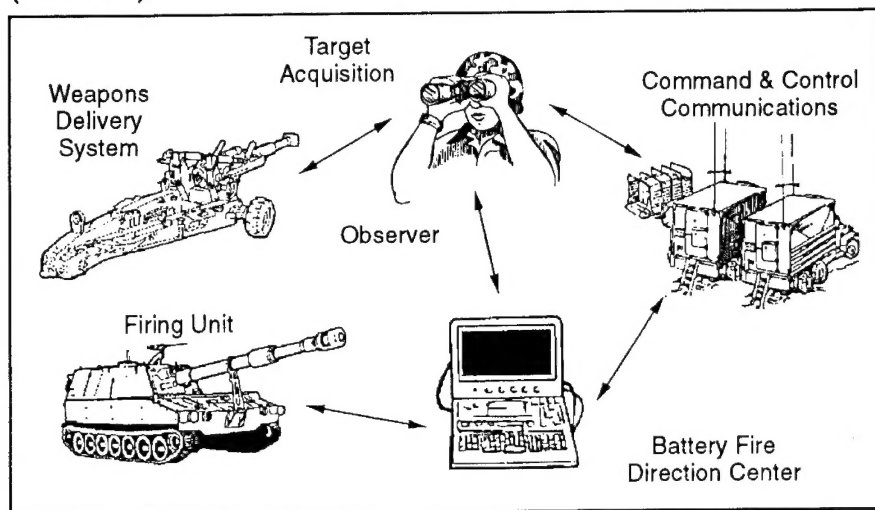 Target
Acquisition
Weapons
Delivery
System
Command & Control
Communications
Observer
Firing Unit
Battery Fire
Direction Center